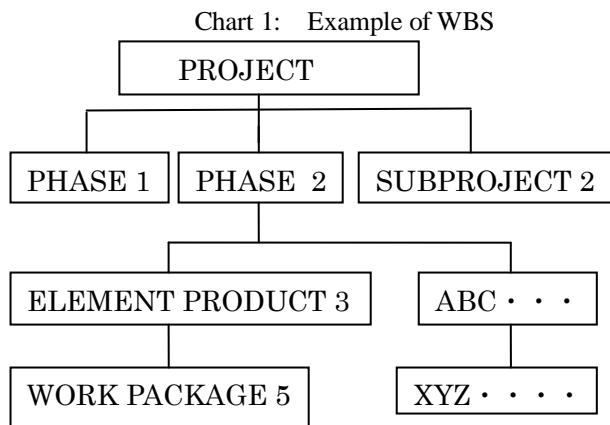 Chart 1: Example of WBS
PROJECT
PHASE 1 PHASE 2 SUBPROJECT 2
ELEMENT PRODUCT 3 ABC・・・
WORK PACKAGE 5 XYZ・・・・